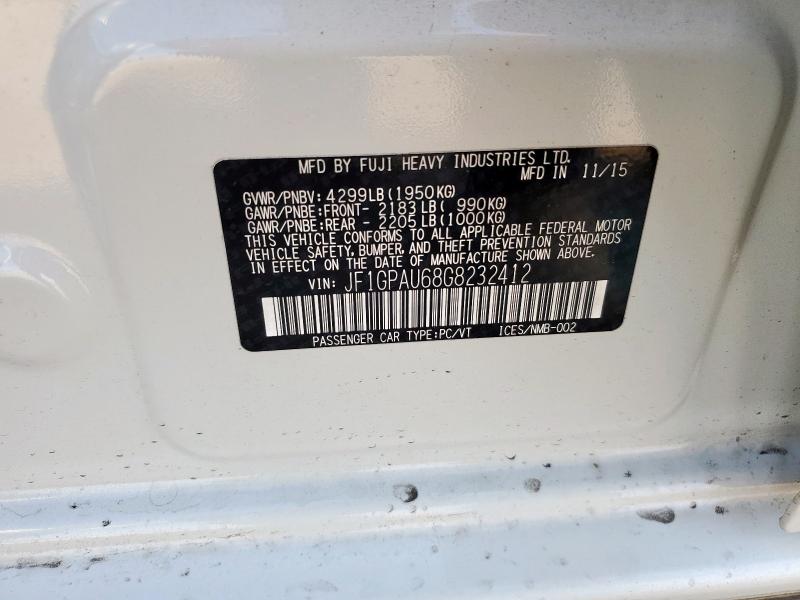 MFD BY FUJI HEAVY INDUSTRIES LTD.
MFD IN 11/15
GVWR/PNBV: 4299LB(1950KG)
GAWR/PNBE:FRONT- 2183LB( 990KG)
GAWR/PNBE:REAR - 2205LB(1000KG)
THIS VEHICLE CONFORMS TO ALL APPLICABLE FEDERAL MOTOR
VEHICLE SAFETY, BUMPER, AND THEFT PREVENTION STANDARDS
IN EFFECT ON THE DATE OF MANUFACTURE SHOWN ABOVE.
VIN: JF1GPAU68G8232412
PASSENGER CAR TYPE:PC/VT ICES/NMB-002